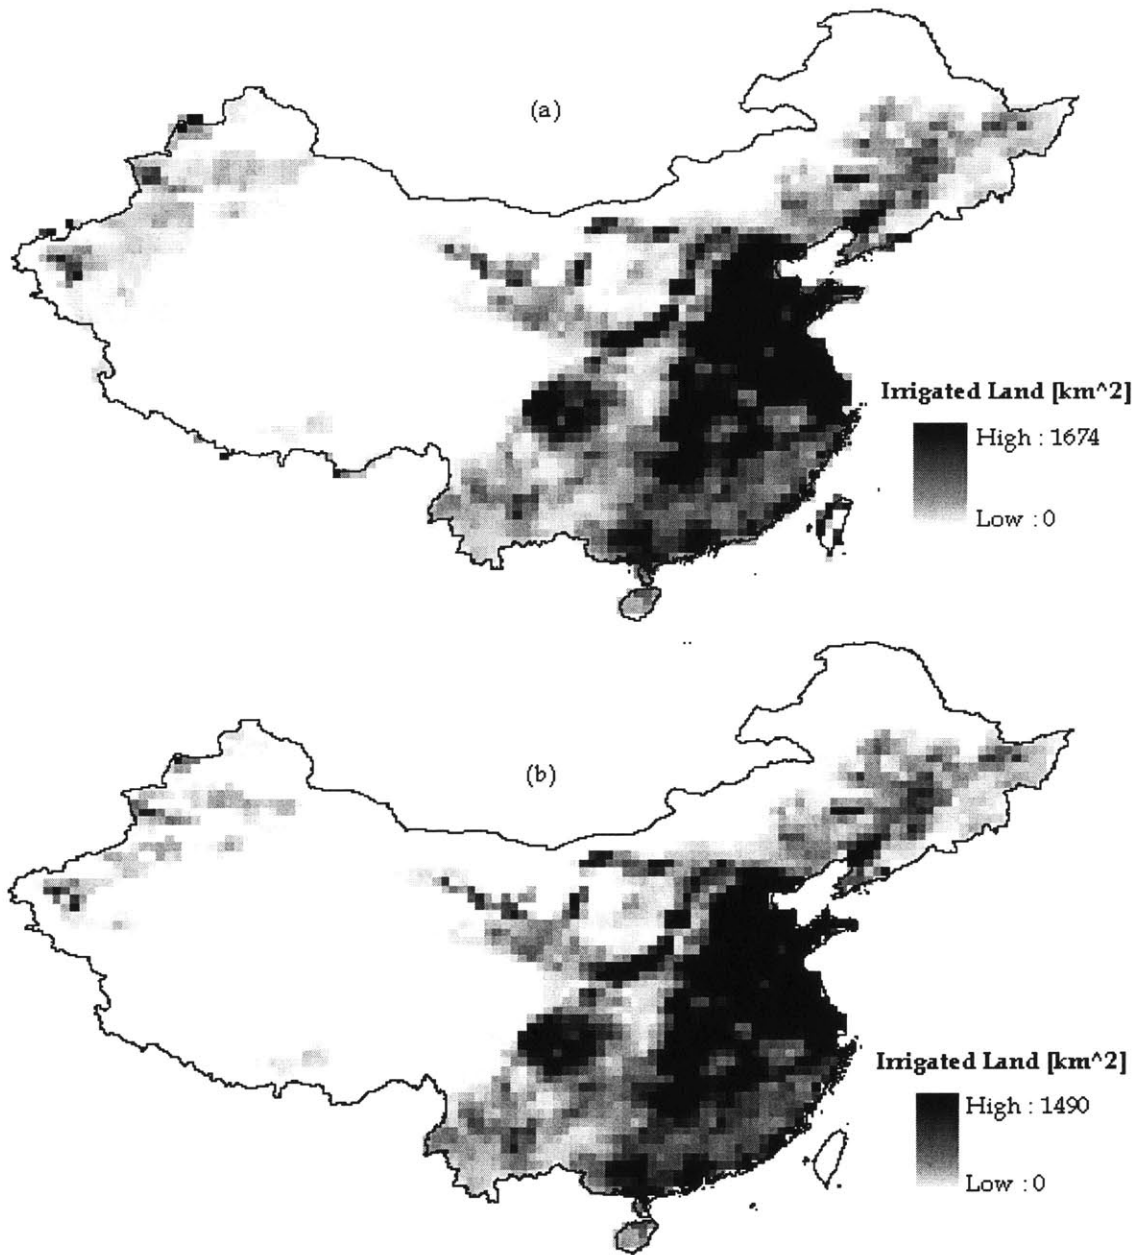 (a)
Irrigated Land [km^2]
High : 1674
Low : 0
(b)
Irrigated Land [km^2]
High : 1490
Low : 0